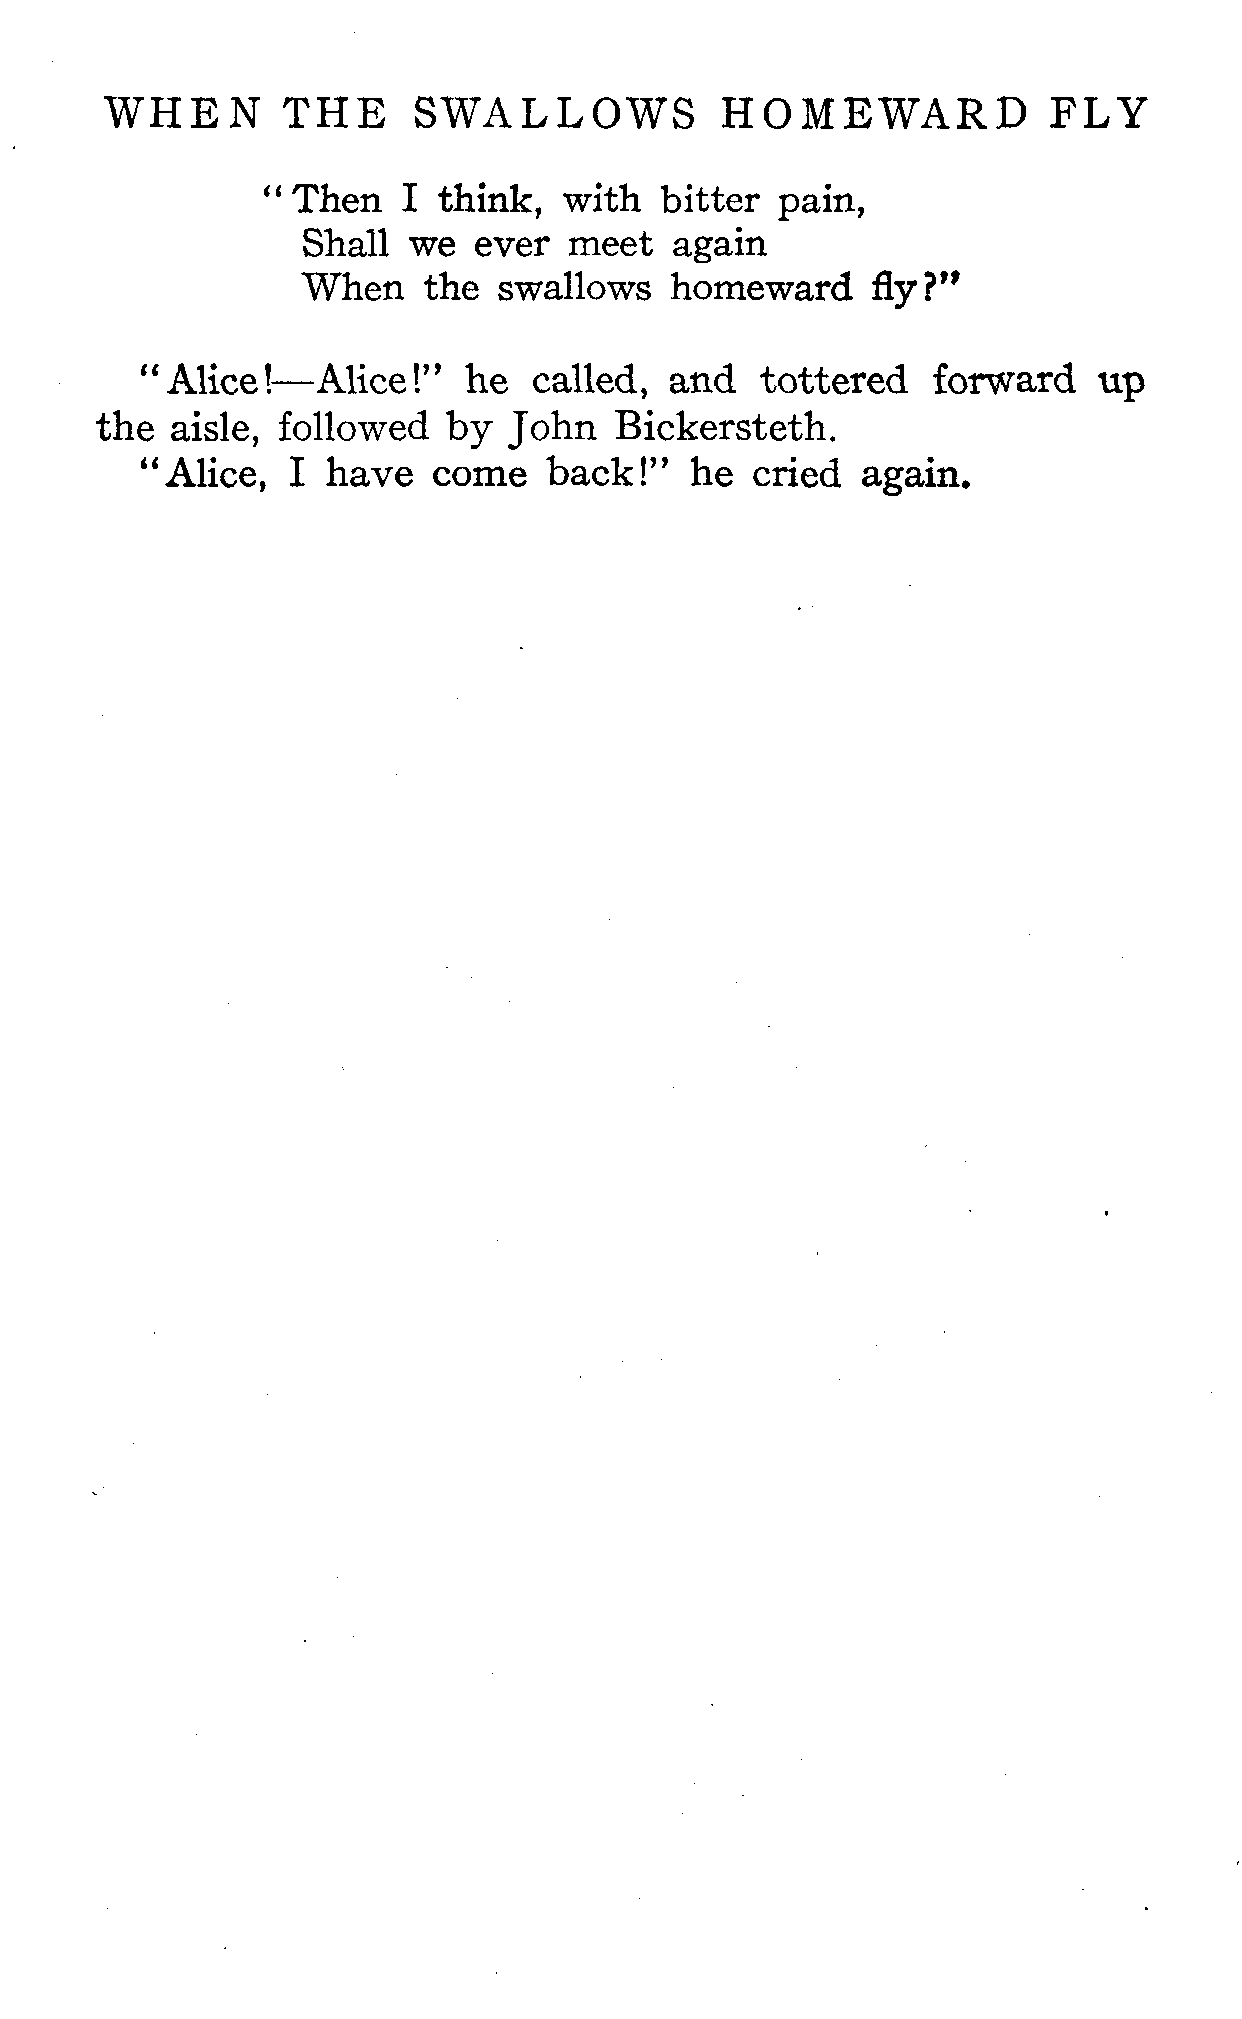 WHEN THE SWALLOWS HOMEWARD FLY
"Then I think, with bitter pain,
Shall we ever meet again
When the swallows homeward fly?"
"Alice!—Alice!" he called, and tottered forward up
the aisle, followed by John Bickersteth.
"Alice, I have come back!" he cried again.